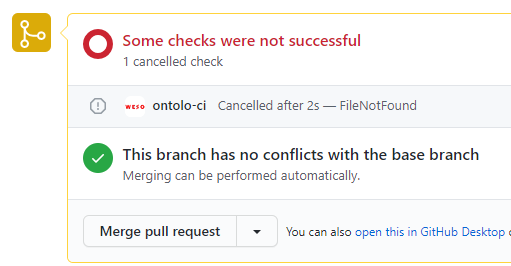 Some checks were not successful
1 cancelled check
WESO ontolo-ci Cancelled after 2s — FileNotFound
This branch has no conflicts with the base branch
Merging can be performed automatically.
Merge pull request You can also open this in GitHub Desktop